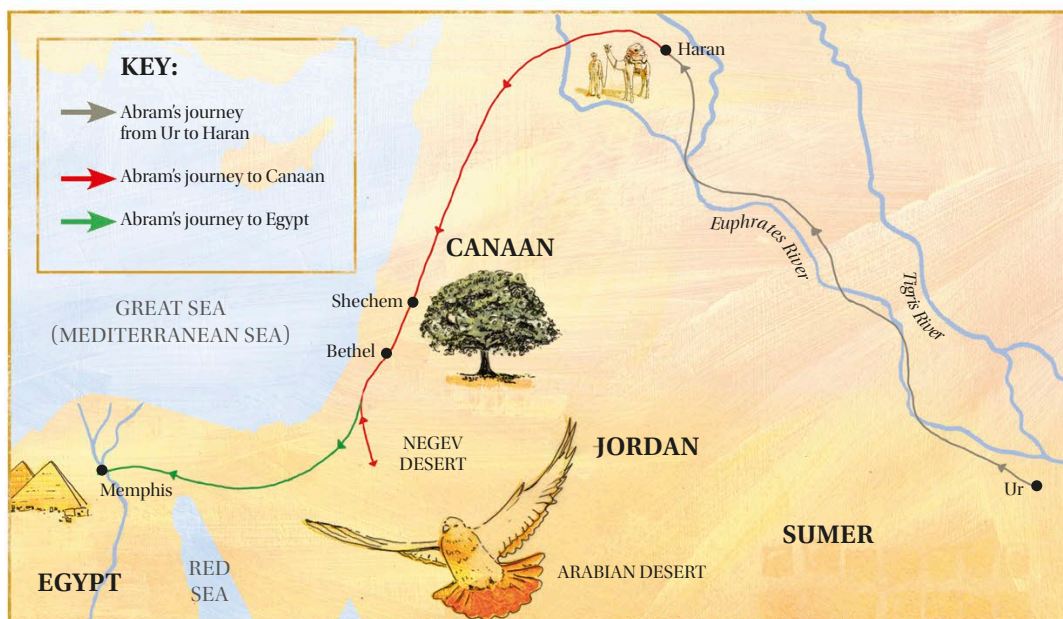 KEY:
Abram's journey
from Ur to Haran
Abram's journey to Canaan
Abram's journey to Egypt
Haran
Euphrates River
Tigris River
CANAAN
Shechem
GREAT SEA
(MEDITERRANEAN SEA)
Bethel
NEGEV
DESERT
JORDAN
Memphis
Ur
SUMER
EGYPT
RED
SEA
ARABIAN DESERT